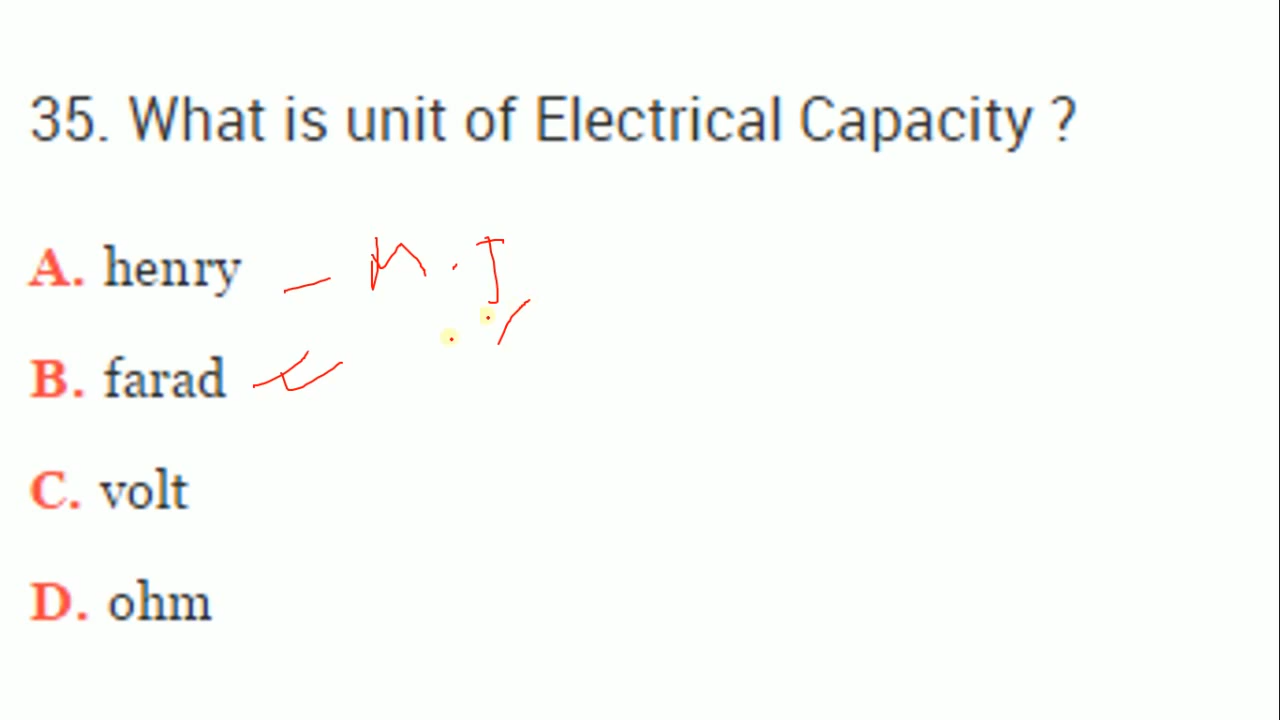 35. What is unit of Electrical Capacity ?
A. henry – M.I
B. farad
C. volt
D. ohm